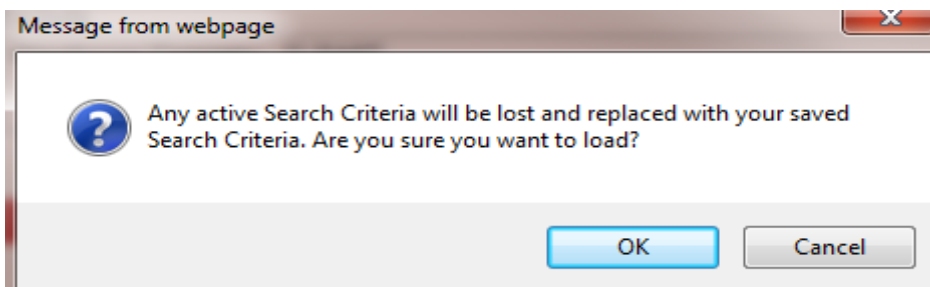 Message from webpage
Any active Search Criteria will be lost and replaced with your saved
Search Criteria. Are you sure you want to load?
OK
Cancel